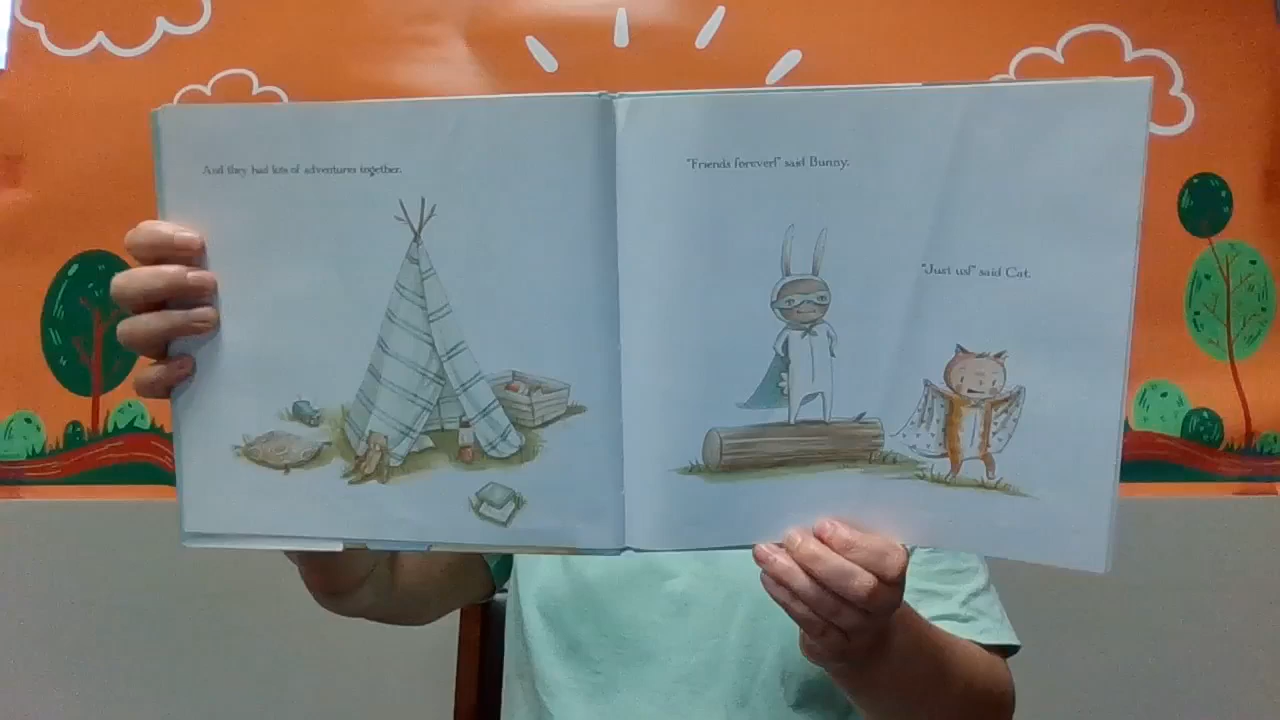 And they had lots of adventures together.
"Friends forever!" said Bunny.
"Just us!" said Cat.